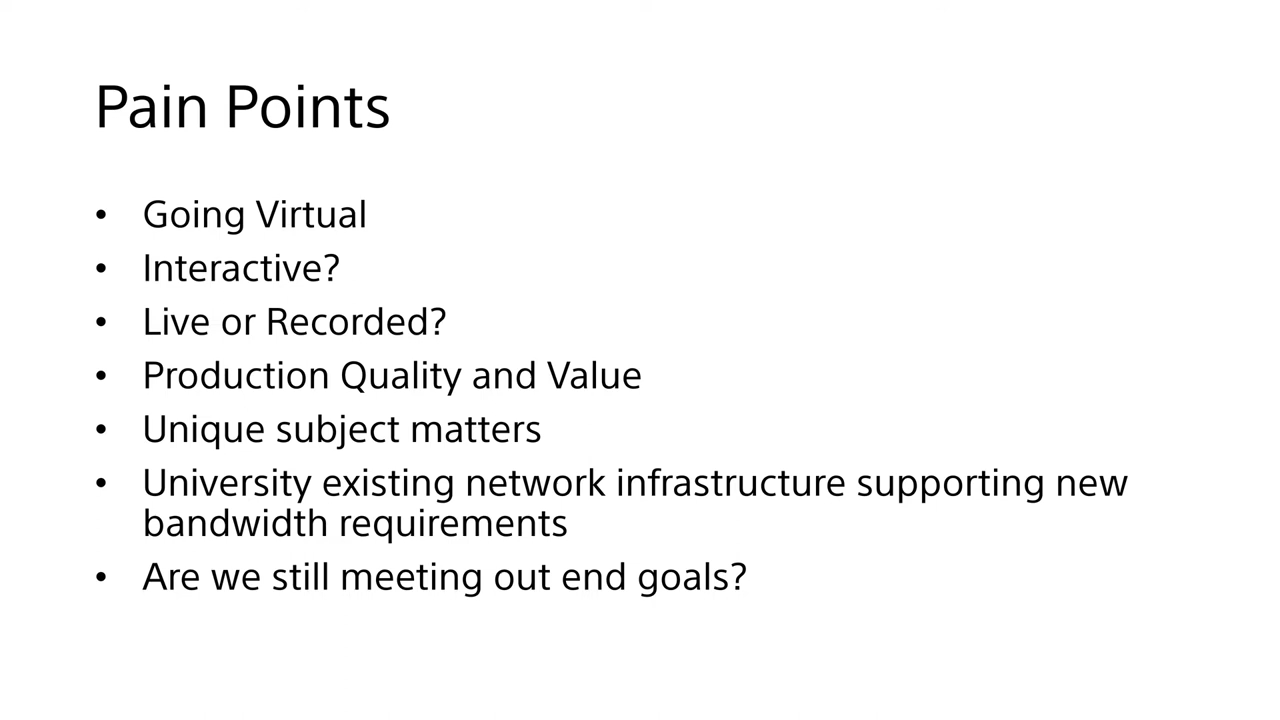 Pain Points
• Going Virtual
• Interactive?
• Live or Recorded?
• Production Quality and Value
• Unique subject matters
• University existing network infrastructure supporting new
bandwidth requirements
• Are we still meeting out end goals?